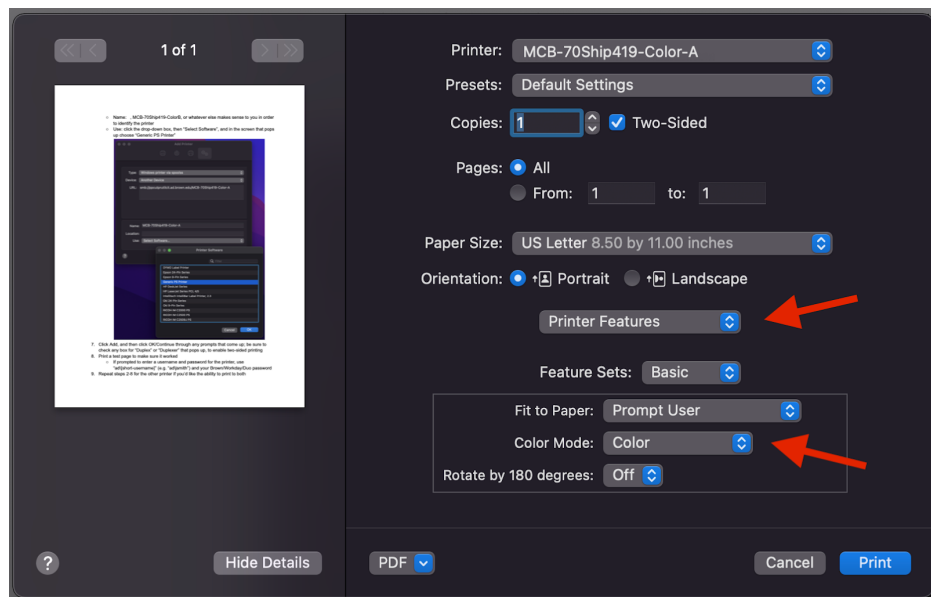 1 of 1
Name: , MCB-70Ship419-ColorB, or whatever else makes sense to you in order
to identify the printer
Use: click the drop-down box, then "Select Software", and in the screen that pops
up choose "Generic PS Printer"
7. Click Add, and then click OK/Continue through any prompts that come up; be sure to
check any box for "Duplex" or "Duplexer" that pops up, to enable two-sided printing
8. Print a test page to make sure it worked
If prompted to enter a username and password for the printer, use
and your Brown/Workday/Duo password
9. Repeat steps 2-8 for the other printer if you'd like the ability to print to both
? Hide Details
Printer: MCB-70Ship419-Color-A
Presets: Default Settings
Copies: 1 Two-Sided
Pages: All
From: 1 to: 1
Paper Size: US Letter 8.50 by 11.00 inches
Orientation: Portrait Landscape
Printer Features
Feature Sets: Basic
Fit to Paper: Prompt User
Color Mode: Color
Rotate by 180 degrees: Off
PDF Cancel Print